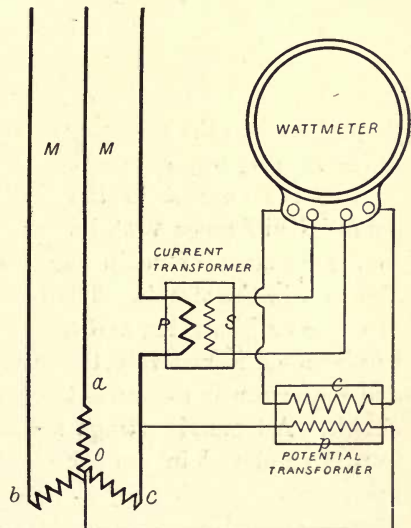 WATTMETER
M M
CURRENT
TRANSFORMER
P S
a
c
O
p
b c
POTENTIAL
TRANSFORMER